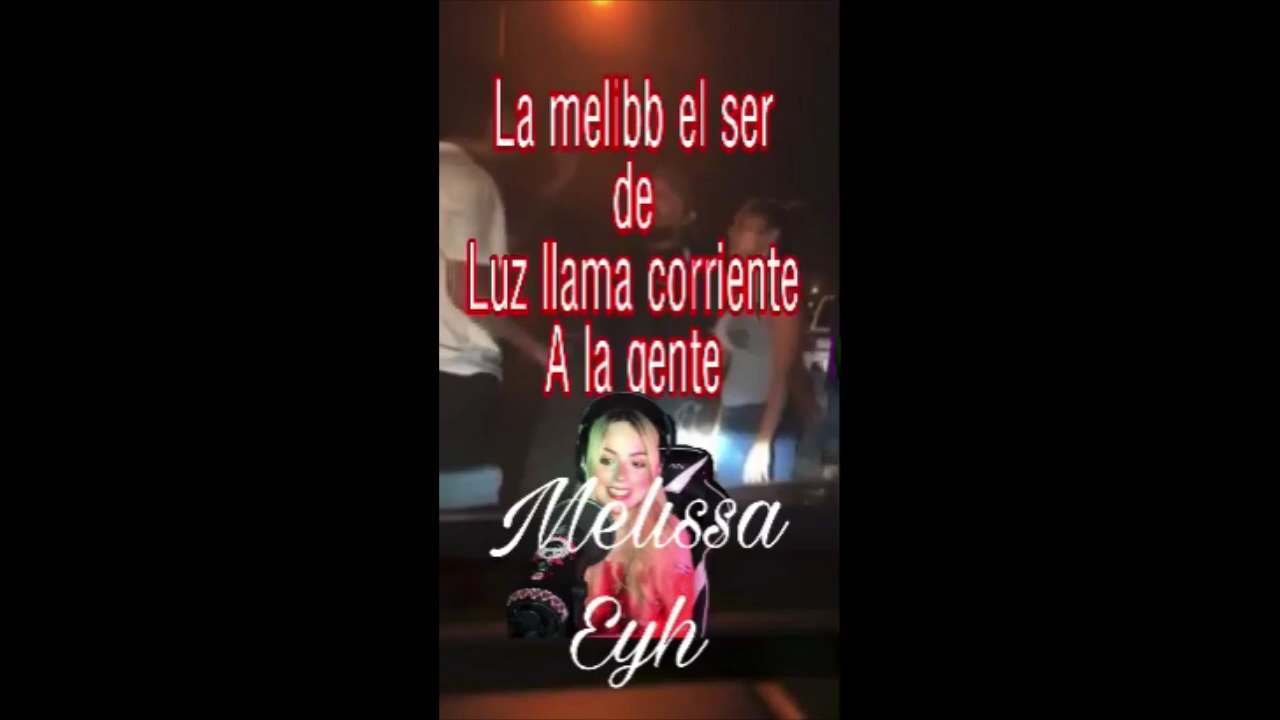 La melibb el ser
de
Luz llama corriente
A la gente
Melissa
Eyh